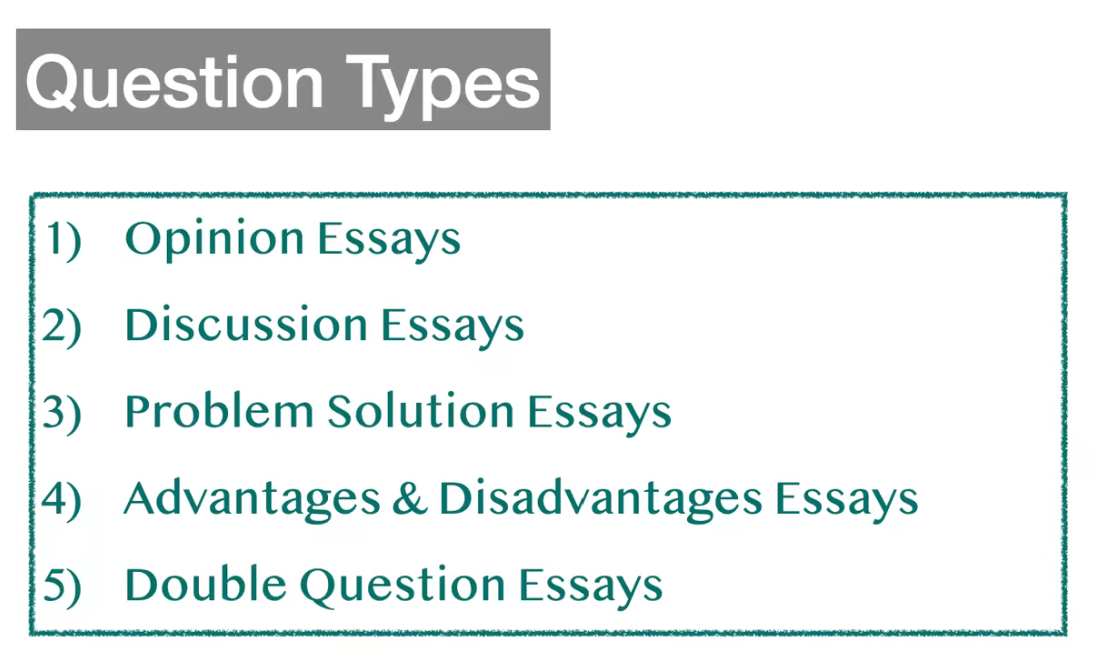 Question Types
1) Opinion Essays
2) Discussion Essays
3) Problem Solution Essays
4) Advantages & Disadvantages Essays
5) Double Question Essays